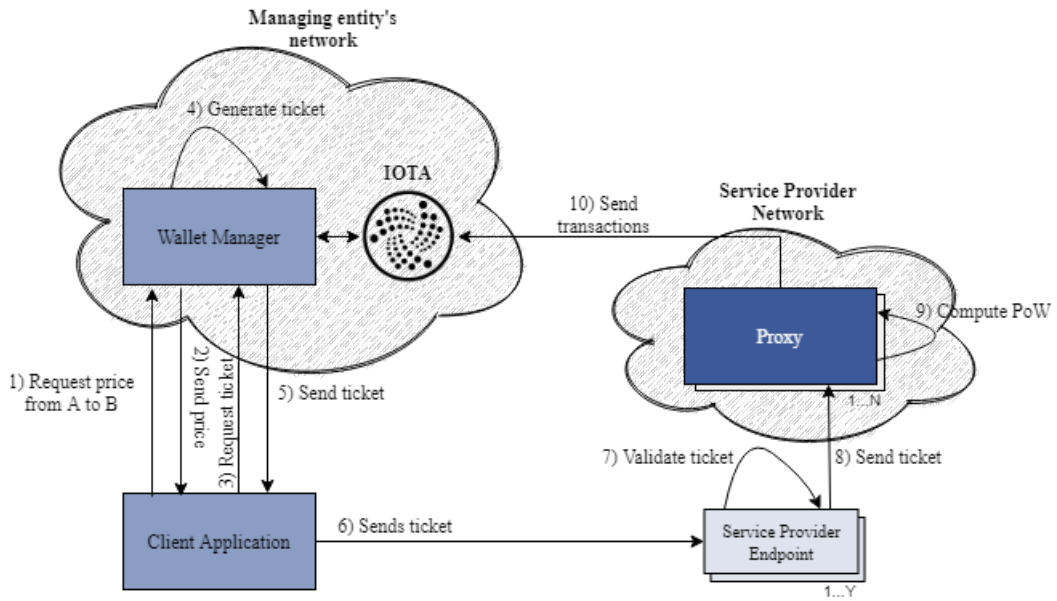 Managing entity's
network
4) Generate ticket
IOTA
Wallet Manager
10) Send
transactions
Service Provider
Network
9) Compute PoW
Proxy
1...N
1) Request price
from A to B
2) Send price
3) Request ticket
5) Send ticket
7) Validate ticket
8) Send ticket
Client Application
6) Sends ticket
Service Provider
Endpoint
1...Y